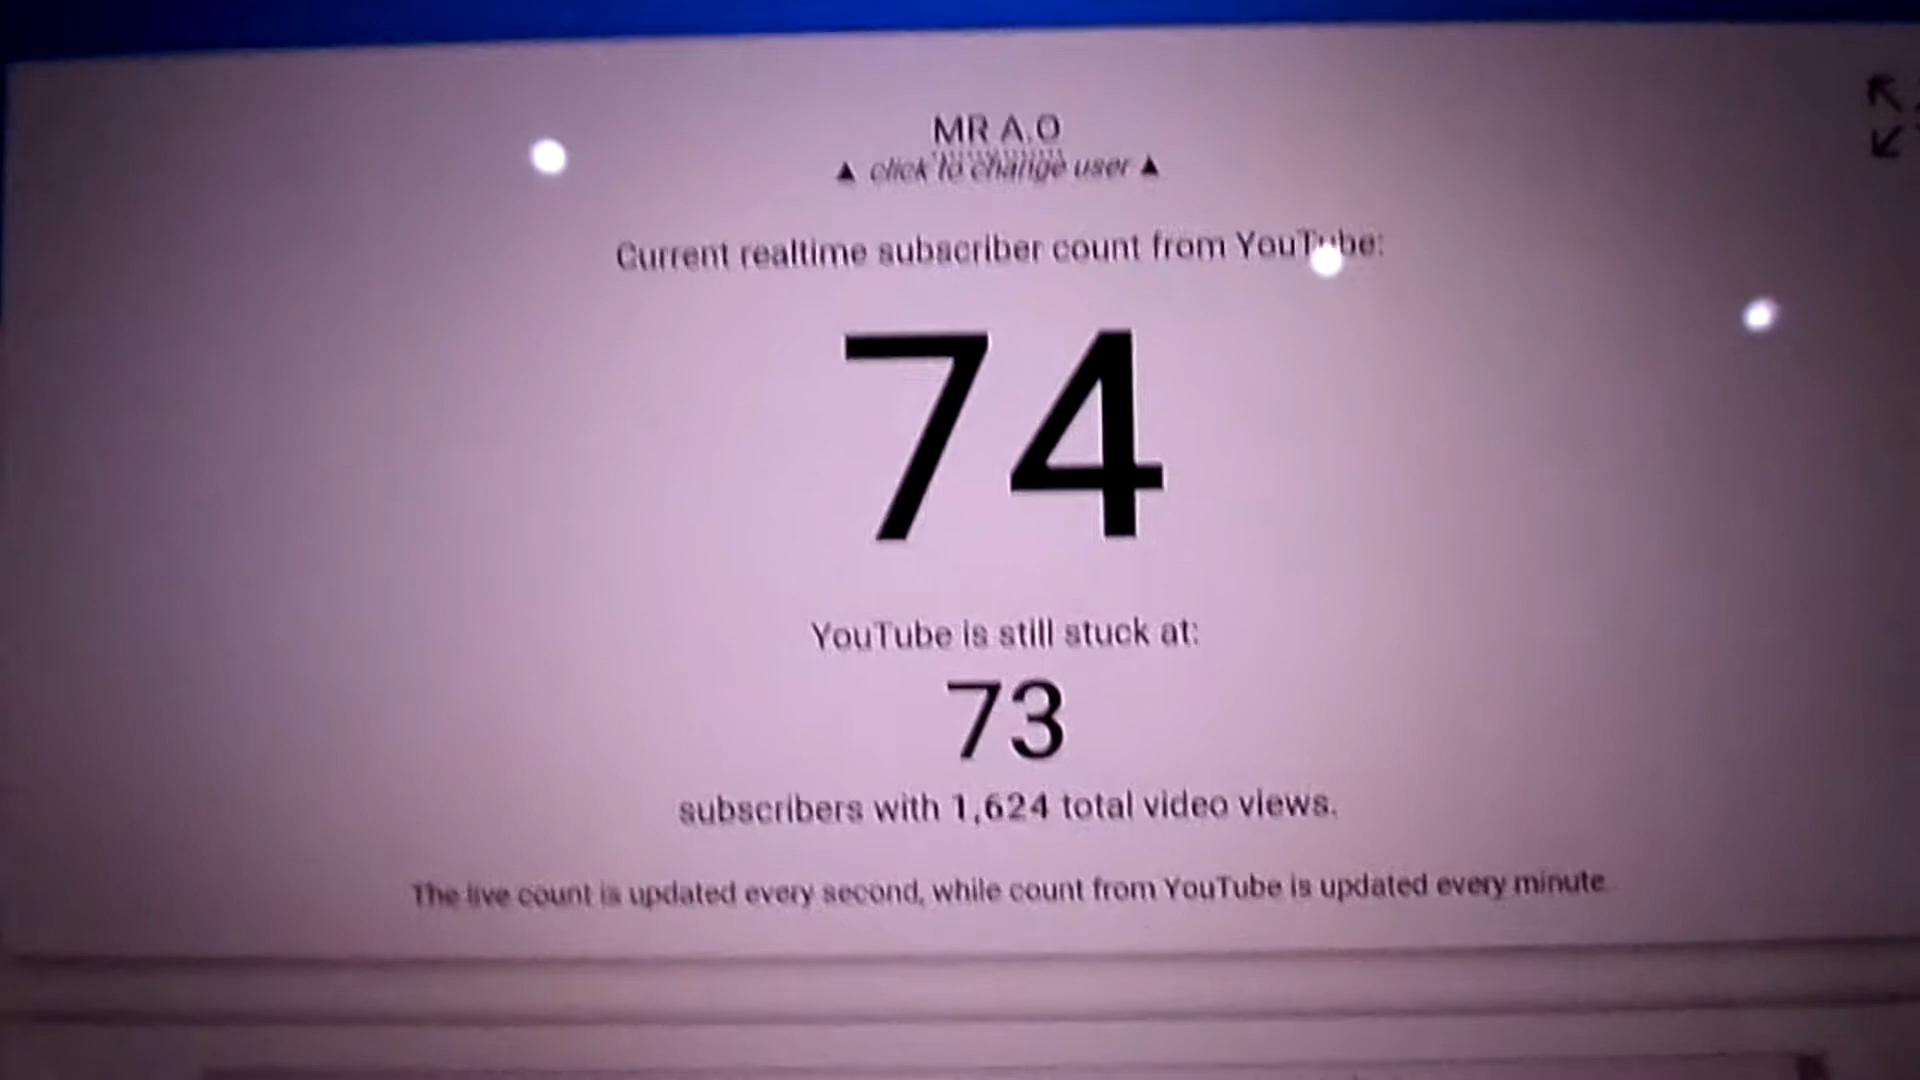 MR A.O
▲ click to change user ▲
Current realtime subscriber count from YouTube:
74
YouTube is still stuck at:
73
subscribers with 1,624 total video views.
The live count is updated every second, while count from YouTube is updated every minute.